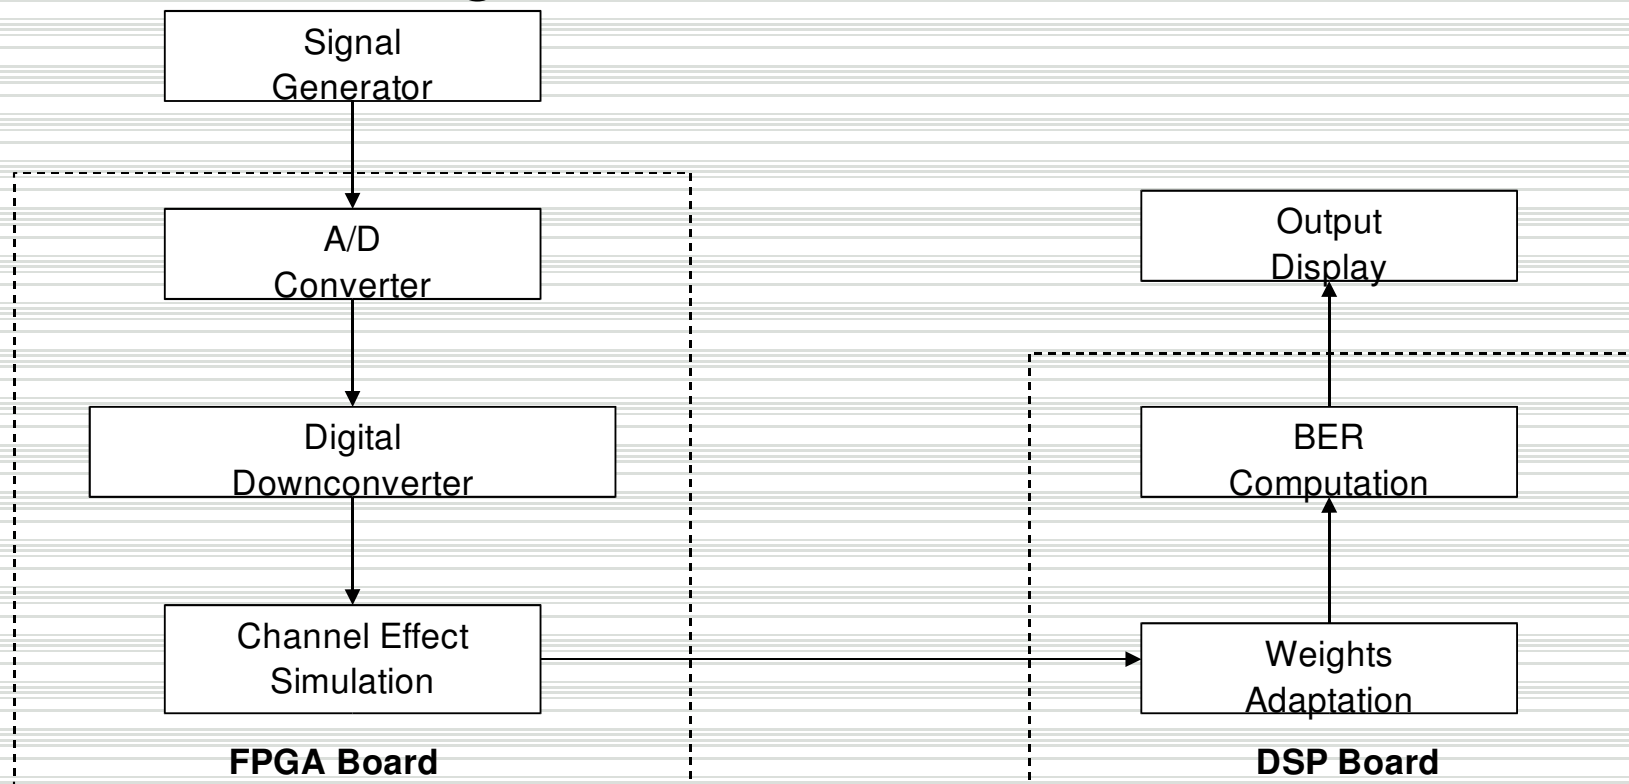 Signal
Generator
A/D
Converter
Digital
Downconverter
Channel Effect
Simulation
FPGA Board
Output
Display
BER
Computation
Weights
Adaptation
DSP Board